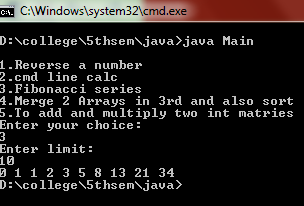 C:\Windows\system32\cmd.exe
D:\college\5thsem\java>java Main
1.Reverse a number
2.cmd line calc
3.Fibonacci series
4.Merge 2 Arrays in 3rd and also sort
5.To add and multiply two int matries
Enter your choice:
3
Enter limit:
10
0 1 1 2 3 5 8 13 21 34
D:\college\5thsem\java>